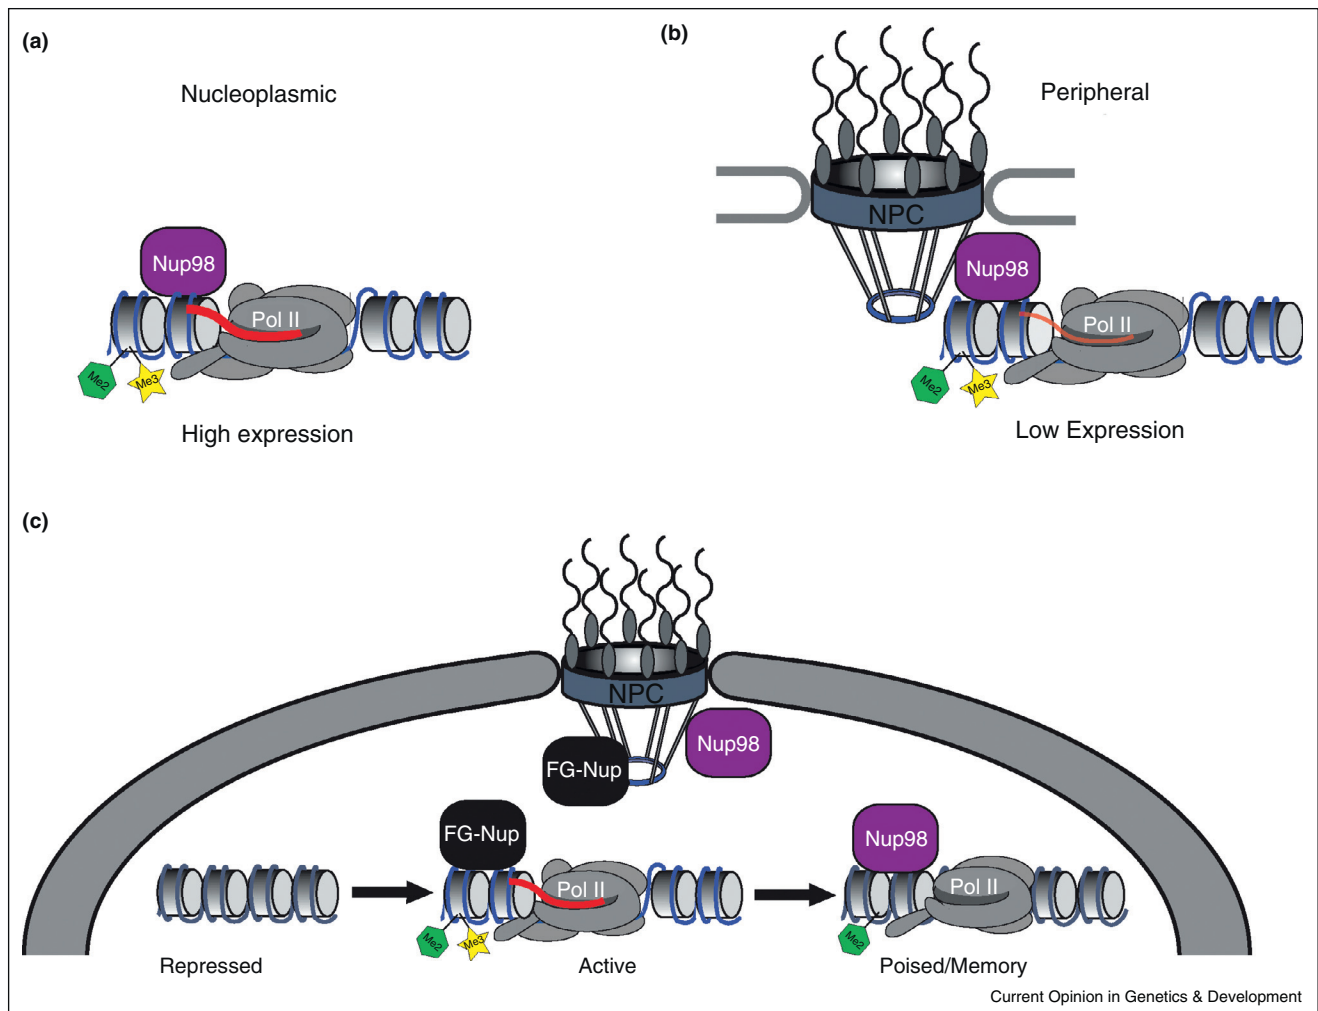 (a)
Nucleoplasmic
Nup98
Pol II
Me2
Me3
High expression
(b)
Peripheral
NPC
Nup98
Pol II
Me2
Me3
Low Expression
(c)
NPC
Nup98
FG-Nup
FG-Nup
Nup98
Pol II
Pol II
Me2
Me3
Me2
Repressed
Active
Poised/Memory
Current Opinion in Genetics & Development